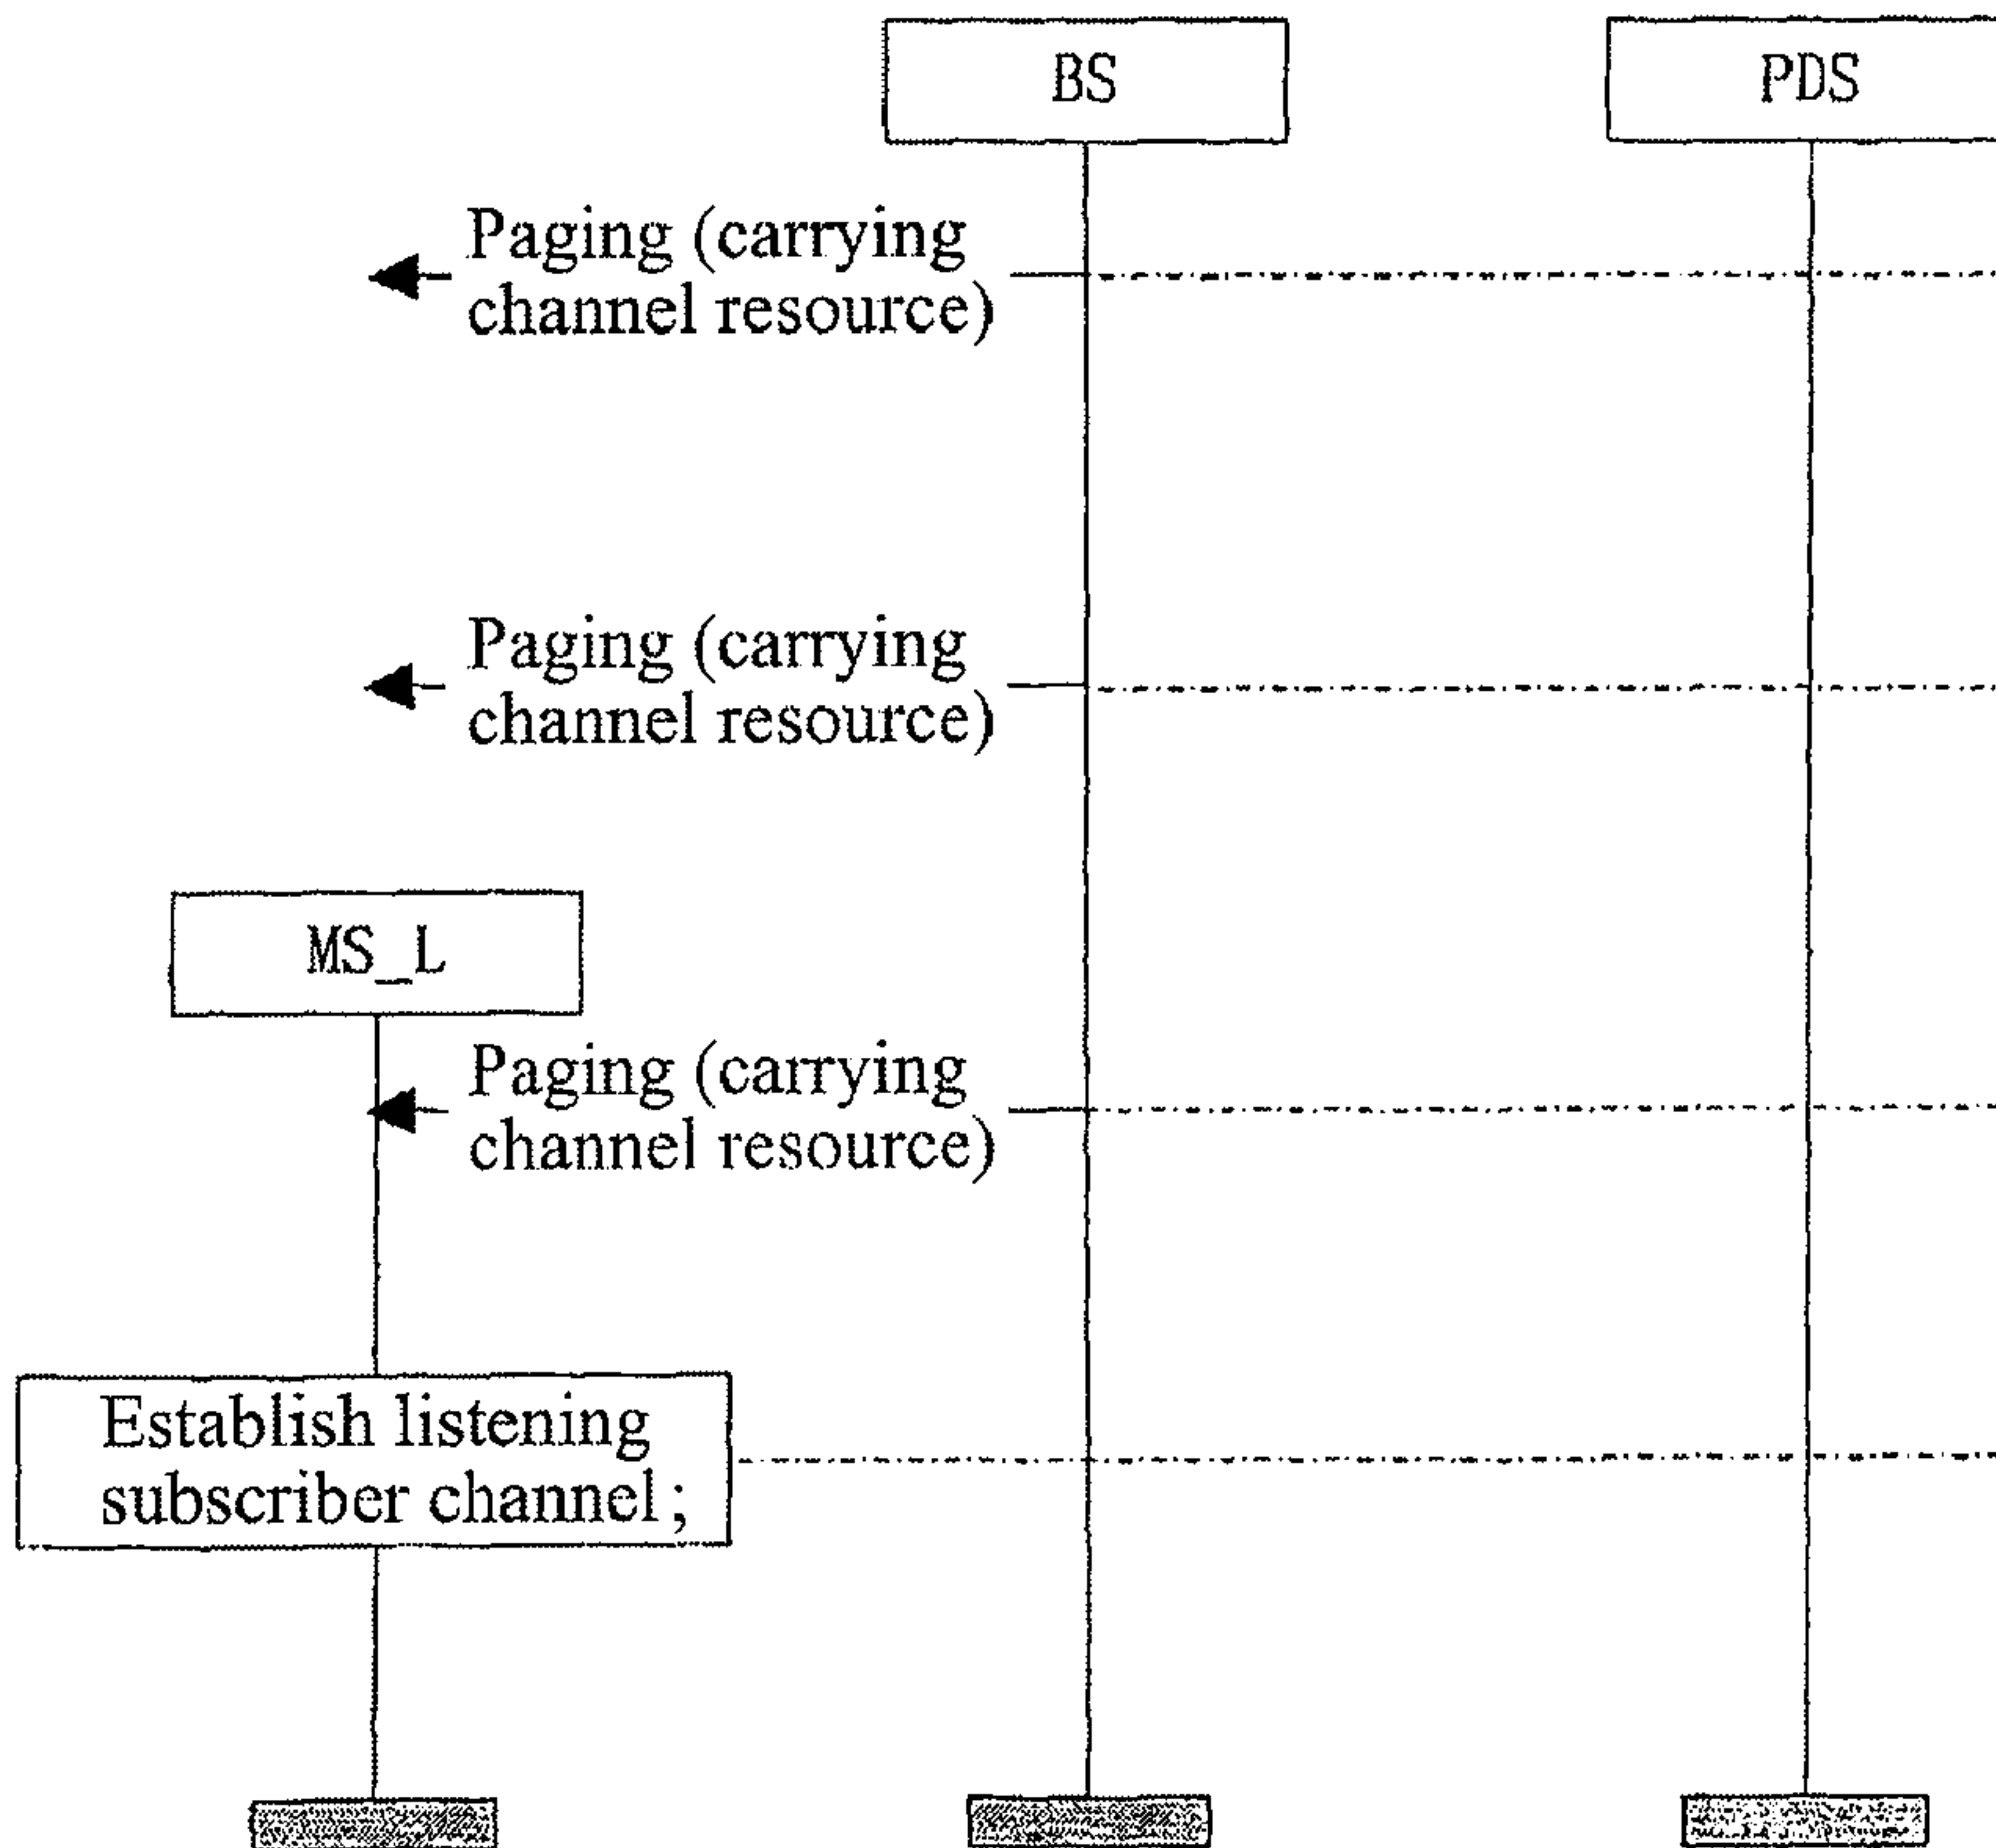 BS
PDS
Paging (carrying
channel resource)
Paging (carrying
channel resource)
MS_L
Paging (carrying
channel resource)
Establish listening
subscriber channel;